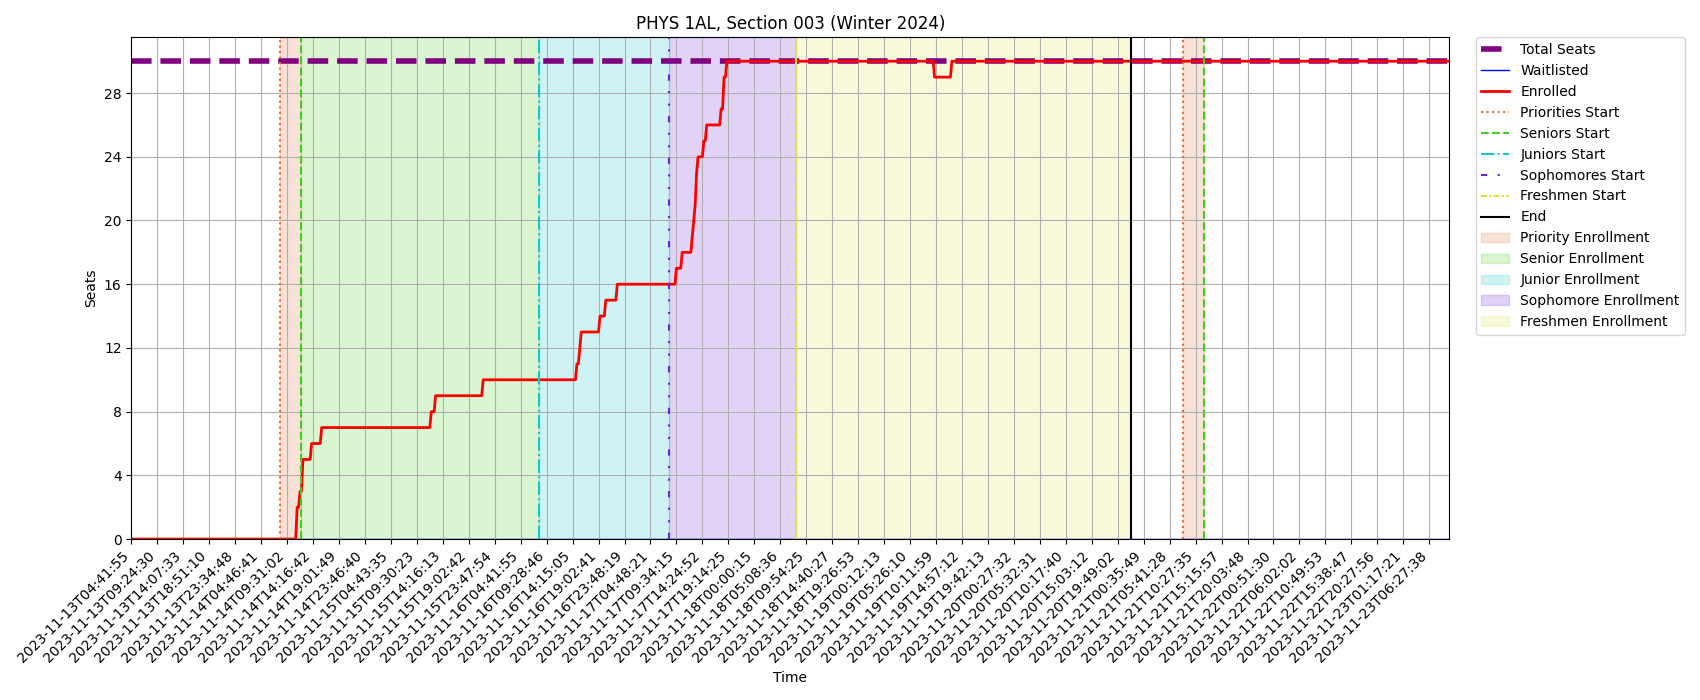 PHYS 1AL, Section 003 (Winter 2024)
Seats
28
24
20
16
12
8
4
0
2023-11-13T04:41:55
2023-11-13T09:24:30
2023-11-13T14:07:33
2023-11-13T18:51:10
2023-11-13T23:34:48
2023-11-14T04:46:41
2023-11-14T09:31:02
2023-11-14T14:16:42
2023-11-14T19:01:49
2023-11-14T23:46:40
2023-11-15T04:43:35
2023-11-15T09:30:23
2023-11-15T14:16:13
2023-11-15T19:02:42
2023-11-15T23:47:54
2023-11-16T04:41:55
2023-11-16T09:28:46
2023-11-16T14:15:05
2023-11-16T19:02:41
2023-11-16T23:48:19
2023-11-17T04:48:21
2023-11-17T09:34:15
2023-11-17T14:24:52
2023-11-17T19:14:25
2023-11-18T00:00:15
2023-11-18T05:08:36
2023-11-18T09:54:25
2023-11-18T14:40:27
2023-11-18T19:26:53
2023-11-19T00:12:13
2023-11-19T05:26:10
2023-11-19T10:11:59
2023-11-19T14:57:12
2023-11-19T19:42:13
2023-11-20T00:27:32
2023-11-20T05:32:31
2023-11-20T10:17:40
2023-11-20T15:03:12
2023-11-20T19:49:02
2023-11-21T00:35:49
2023-11-21T05:41:28
2023-11-21T10:27:35
2023-11-21T15:15:57
2023-11-21T20:03:48
2023-11-22T00:51:30
2023-11-22T06:02:02
2023-11-22T10:49:53
2023-11-22T15:38:47
2023-11-22T20:27:56
2023-11-23T01:17:21
2023-11-23T06:27:38
Time
Total Seats
Waitlisted
Enrolled
Priorities Start
Seniors Start
Juniors Start
Sophomores Start
Freshmen Start
End
Priority Enrollment
Senior Enrollment
Junior Enrollment
Sophomore Enrollment
Freshmen Enrollment